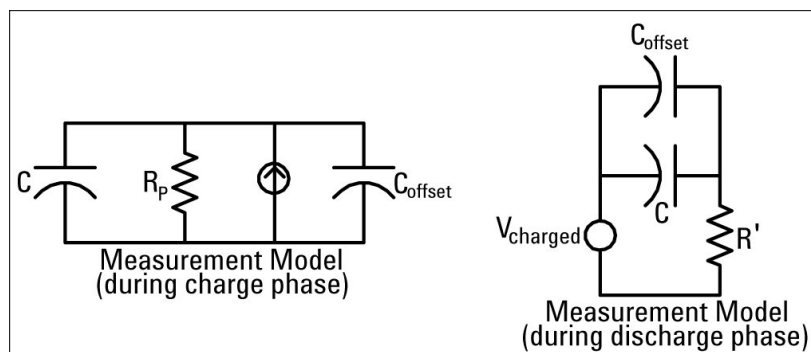 C
R_P
C_offset
Measurement Model
(during charge phase)
C_offset
C
V_charged
R'
Measurement Model
(during discharge phase)